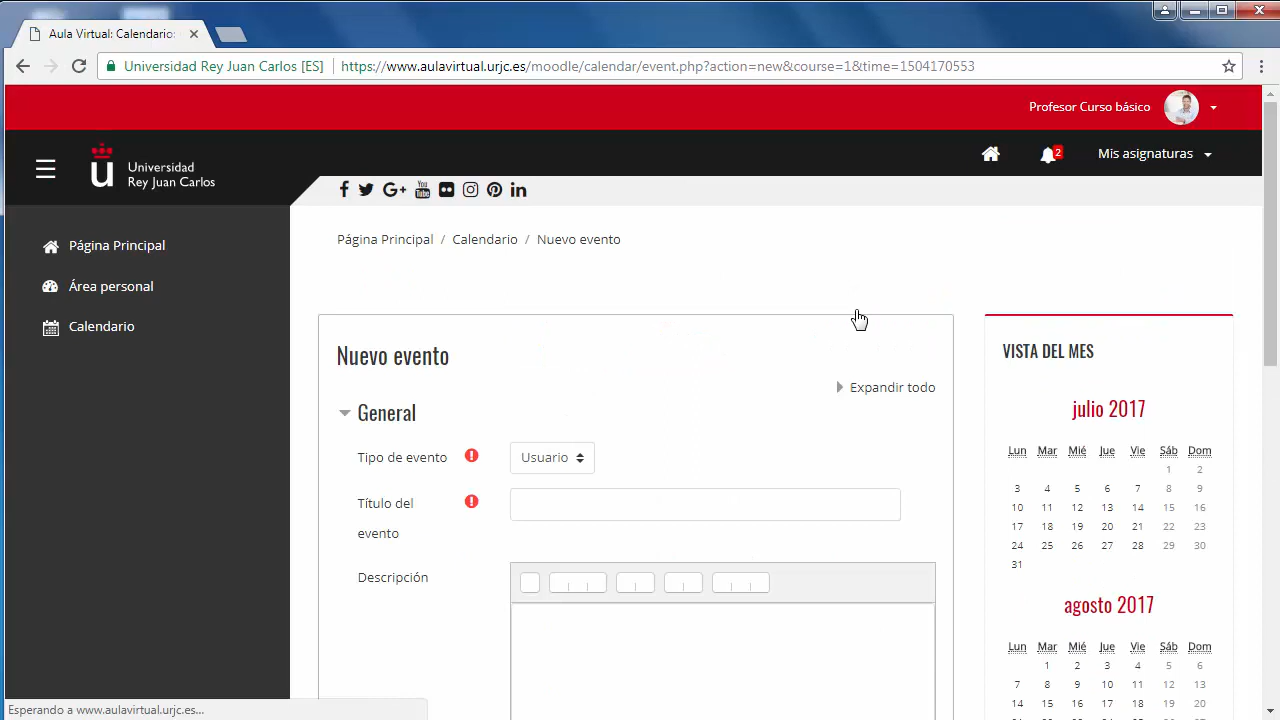 Aula Virtual: Calendario:
Universidad Rey Juan Carlos [ES]
https://www.aulavirtual.urjc.es/moodle/calendar/event.php?action=new&course=1&time=1504170553
Profesor Curso básico
Universidad
Rey Juan Carlos
2
Mis asignaturas
You
Tube
Página Principal
Área personal
Calendario
Página Principal / Calendario / Nuevo evento
Nuevo evento
Expandir todo
General
Tipo de evento
Usuario
Título del
evento
Descripción
VISTA DEL MES
julio 2017
Lun Mar Mié Jue Vie Sáb Dom
1 2
3 4 5 6 7 8 9
10 11 12 13 14 15 16
17 18 19 20 21 22 23
24 25 26 27 28 29 30
31
agosto 2017
Lun Mar Mié Jue Vie Sáb Dom
1 2 3 4 5 6
7 8 9 10 11 12 13
14 15 16 17 18 19 20
Esperando a www.aulavirtual.urjc.es...